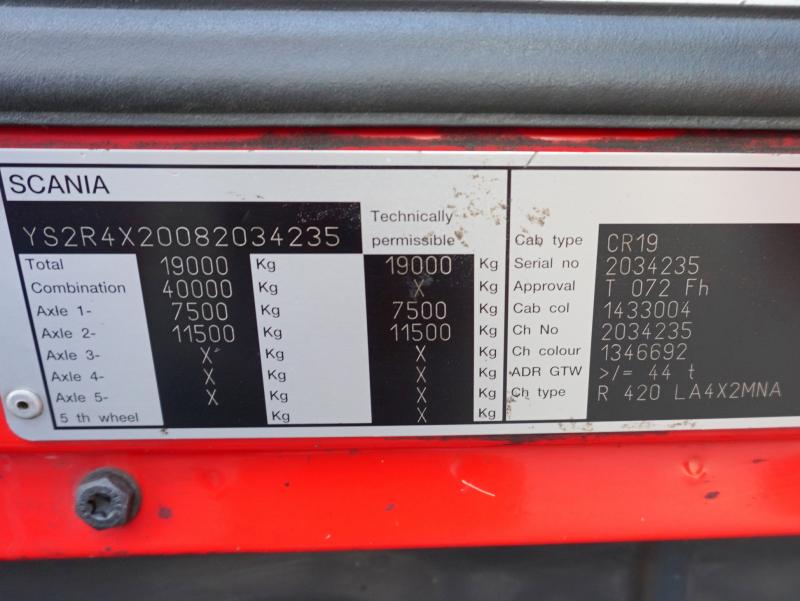 SCANIA
YS2R4X20082034235
Technically
permissible
Total 19000 Kg 19000 Kg
Combination 40000 Kg X Kg
Axle 1- 7500 Kg 7500 Kg
Axle 2- 11500 Kg 11500 Kg
Axle 3- X Kg X Kg
Axle 4- X Kg X Kg
Axle 5- X Kg X Kg
5 th wheel Kg X Kg
Cab type CR19
Serial no 2034235
Approval T 072 Fh
Cab col 1433004
Ch No 2034235
Ch colour 1346692
ADR GTW >/= 44 t
Ch type R 420 LA4X2MNA